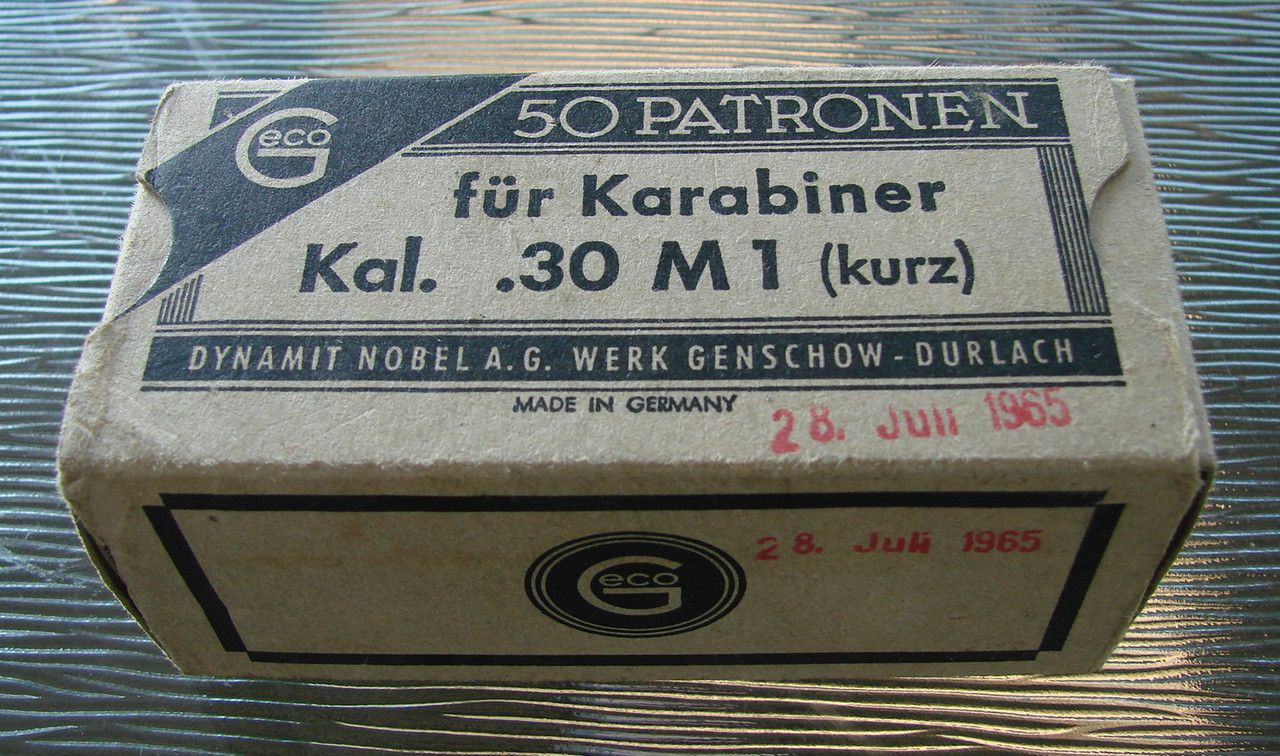 Geco
50 PATRONEN
für Karabiner
Kal. .30 M1 (kurz)
DYNAMIT NOBEL A.G. WERK GENSCHOW-DURLACH
MADE IN GERMANY
28. Juli 1965
Geco
28. Juli 1965